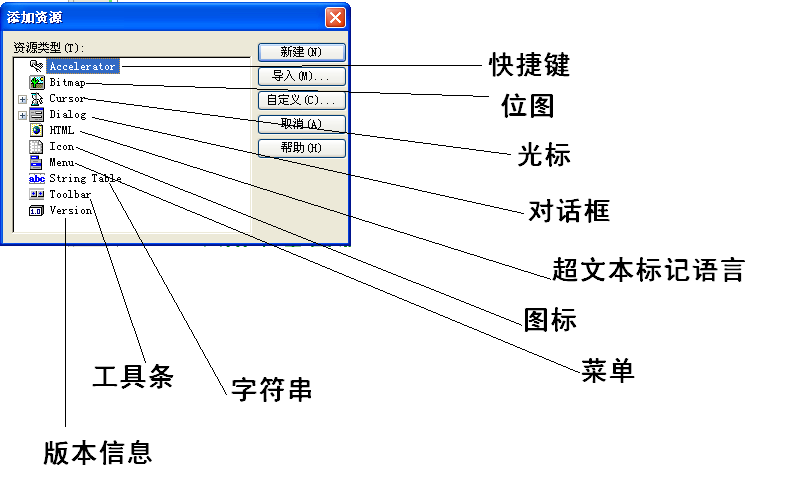 添加资源
资源类型(T):
Accelerator
Bitmap
Cursor
Dialog
HTML
Icon
Menu
abc String Table
Toolbar
1.0 Version
新建(N)
导入(M)...
自定义(C)...
取消(A)
帮助(H)
快捷键
位图
光标
对话框
超文本标记语言
图标
菜单
工具条
字符串
版本信息